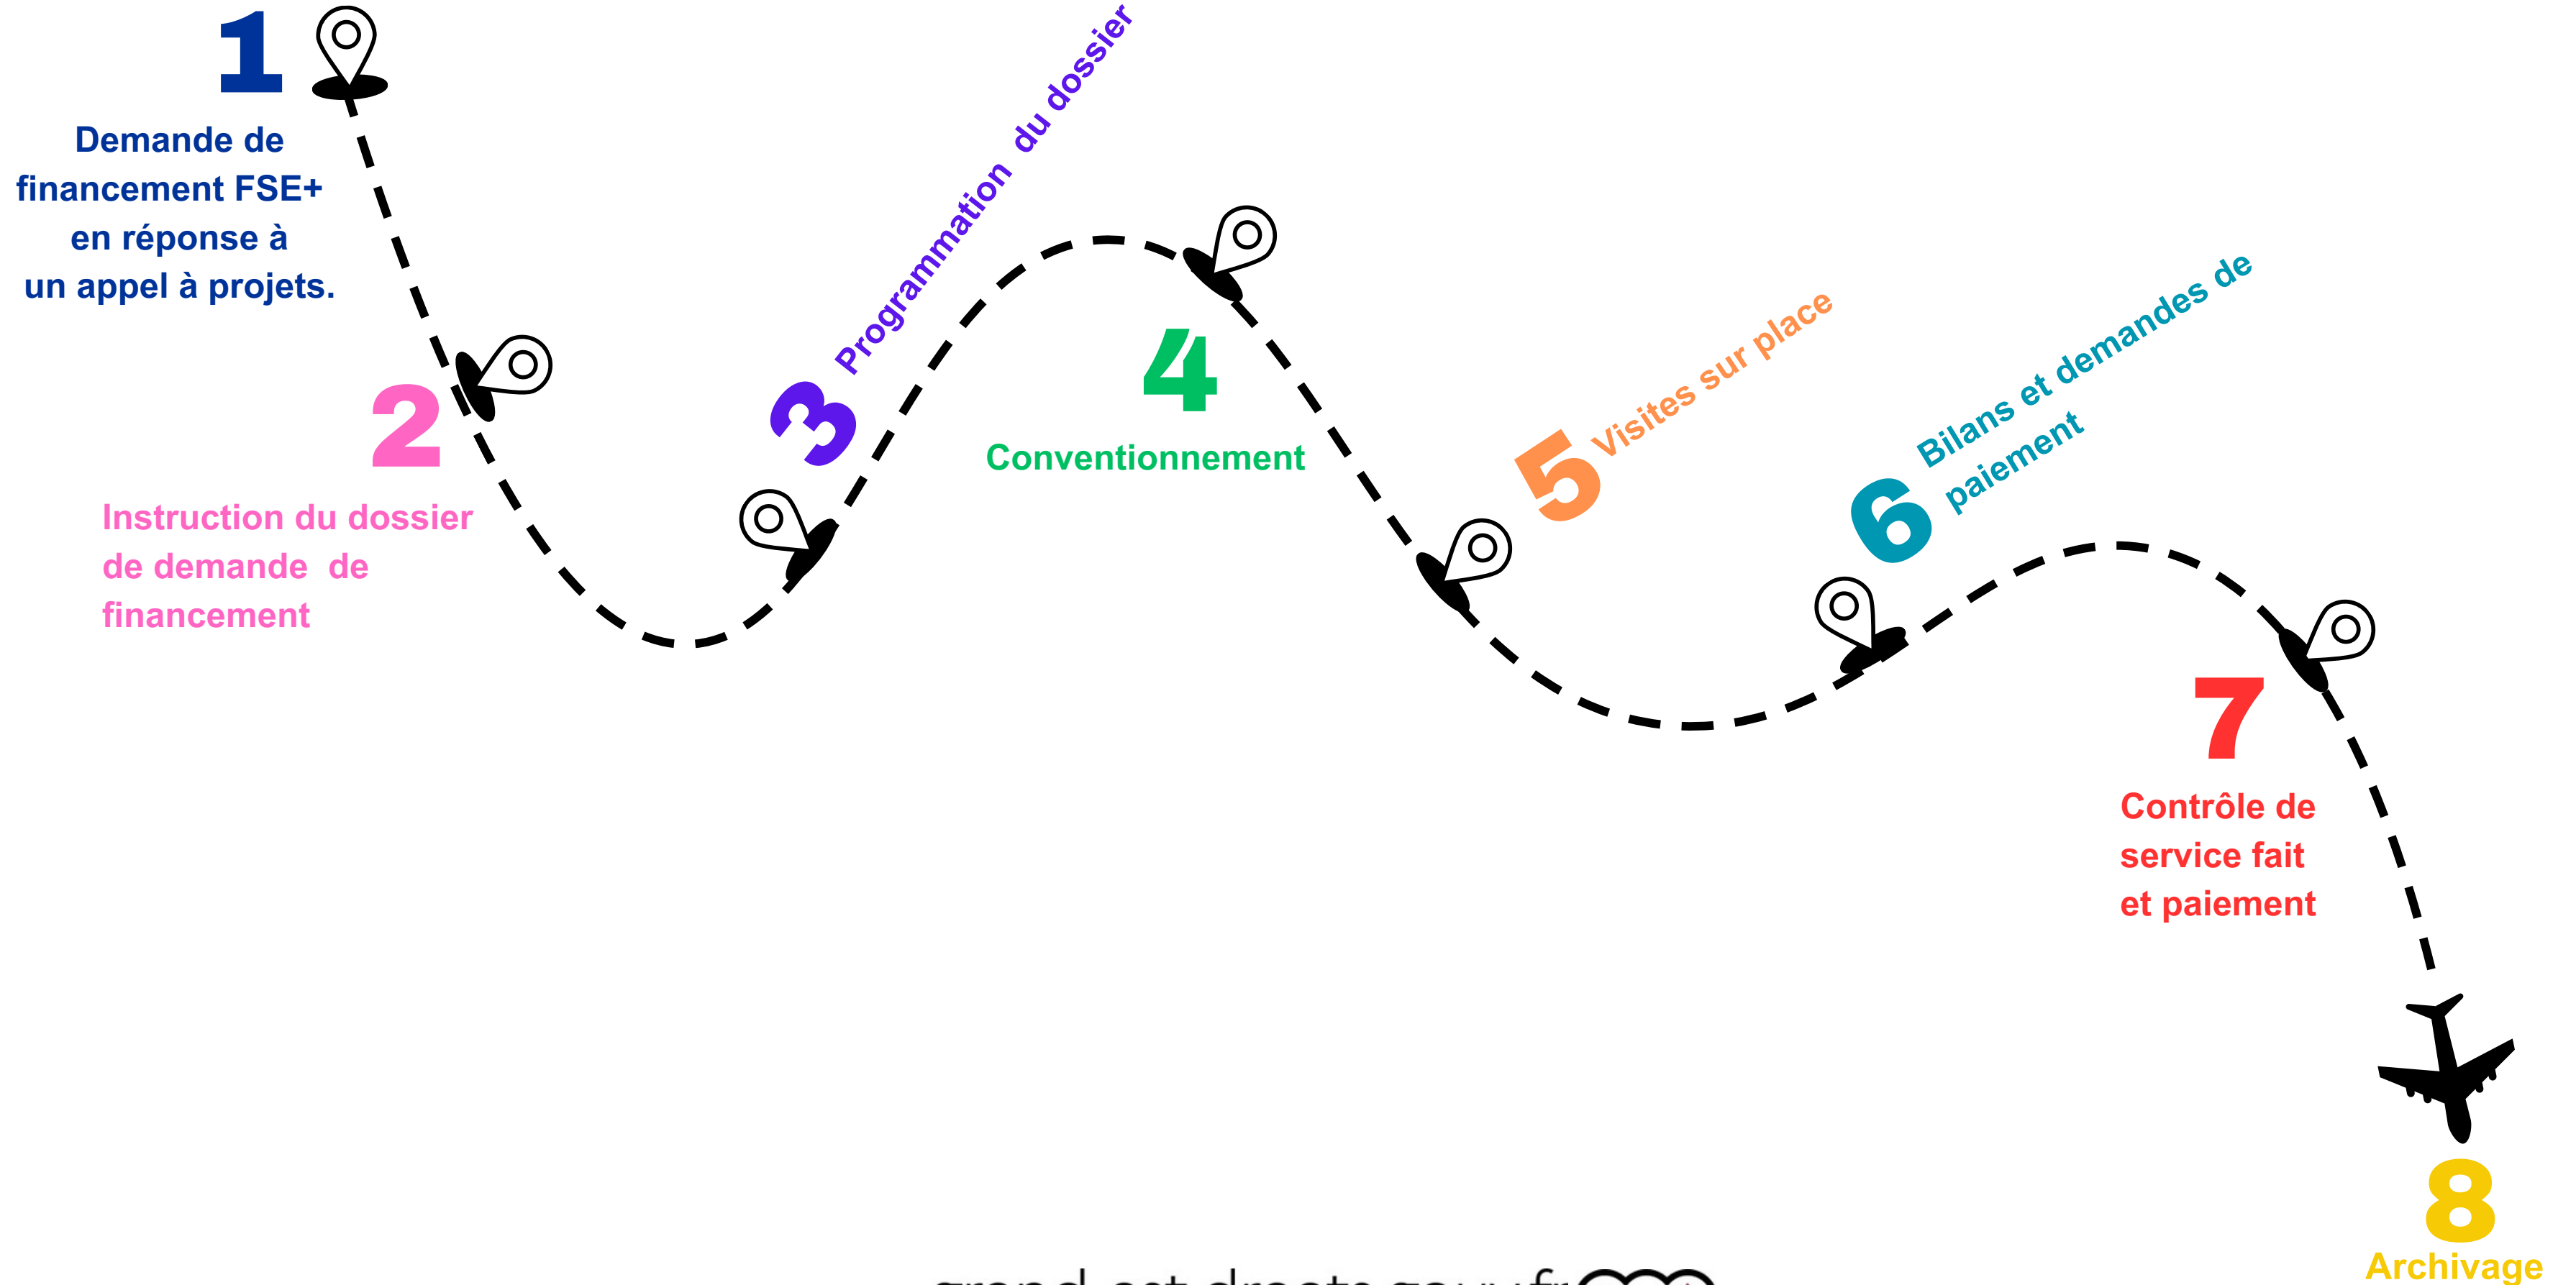 1
Demande de
financement FSE+
en réponse à
un appel à projets.
2
Instruction du dossier
de demande de
financement
3
Programmation du dossier
4
Conventionnement
5
Visites sur place
6
Bilans et demandes de
paiement
7
Contrôle de
service fait
et paiement
8
Archivage